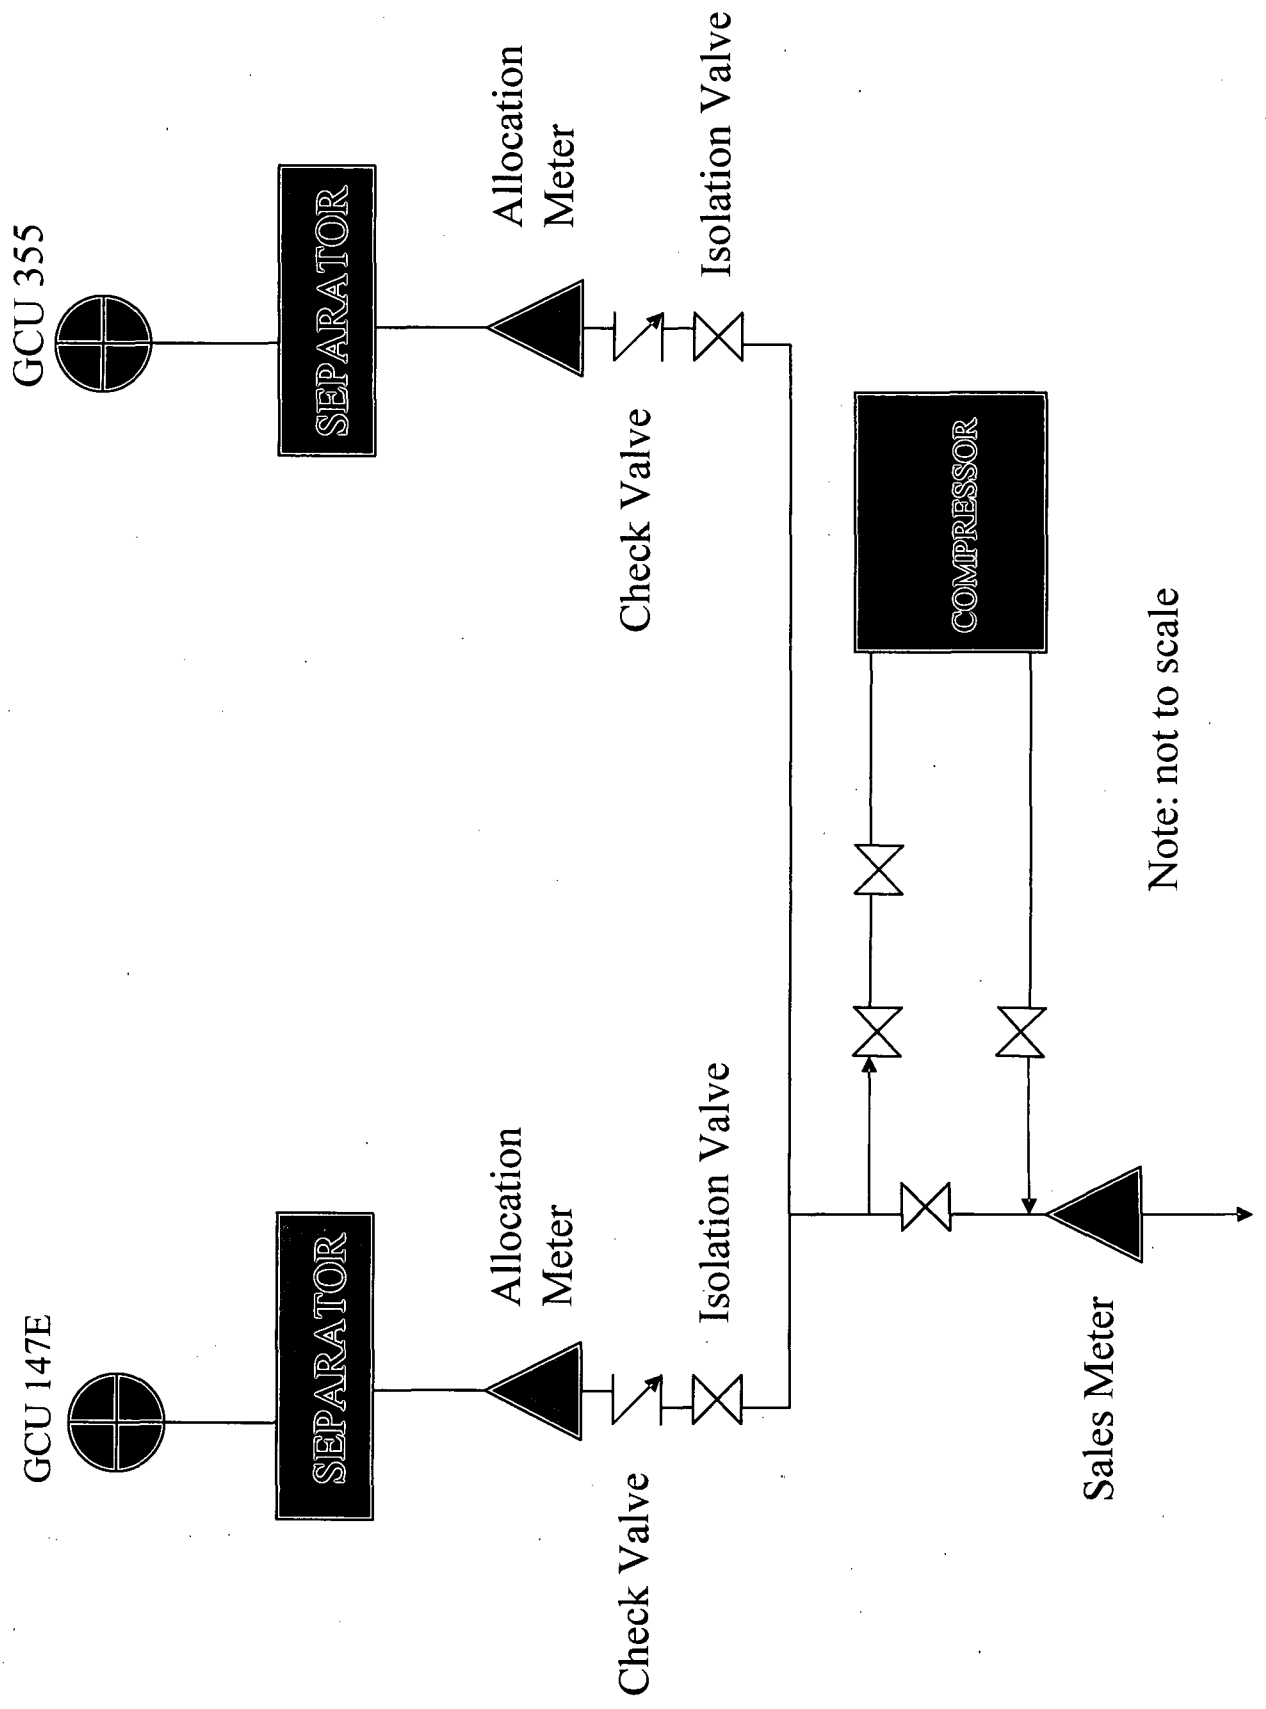 GCU 147E
GCU 355
SEPARATOR
SEPARATOR
Allocation
Meter
Allocation
Meter
Check Valve
Isolation Valve
Check Valve
Isolation Valve
COMPRESSOR
Sales Meter
Note: not to scale